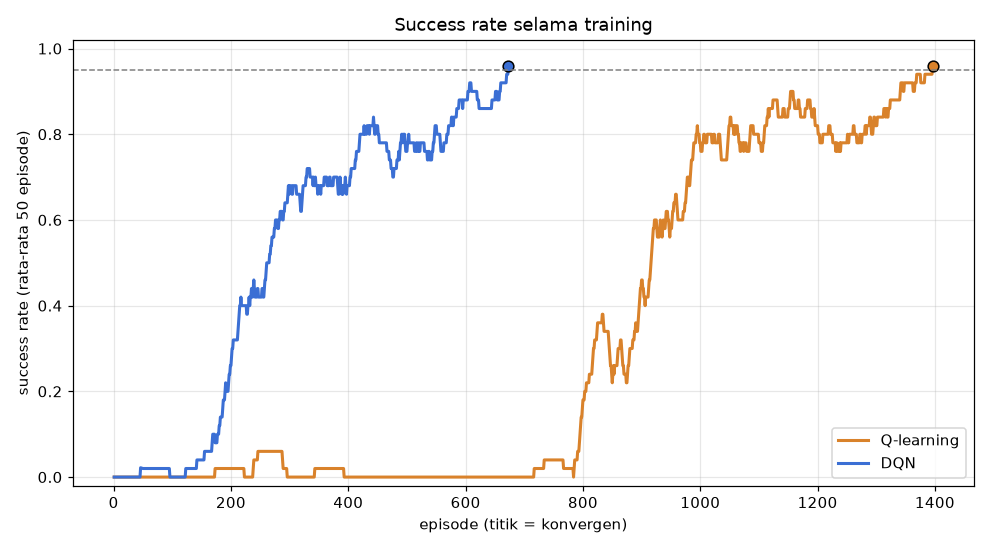 Success rate selama training
success rate (rata-rata 50 episode)
1.0
0.8
0.6
0.4
0.2
0.0
Q-learning
DQN
0 200 400 600 800 1000 1200 1400
episode (titik = konvergen)